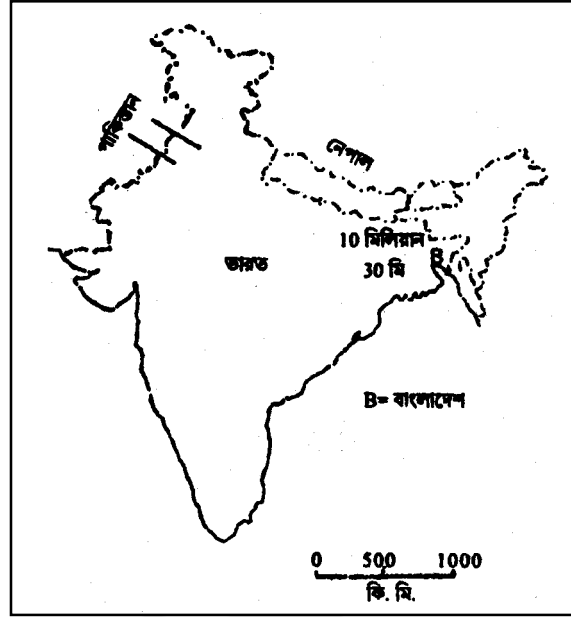 পাকিস্তান
নেপাল
10 মিলিয়ান
30 মি
B
ভারত
B= বাংলাদেশ
0 500 1000
কি. মি.